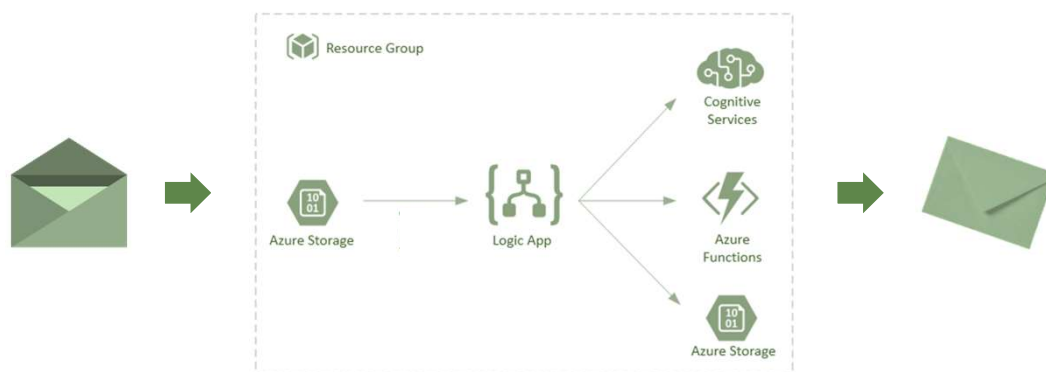 Resource Group
Cognitive
Services
10
01
Azure Storage
Logic App
Azure
Functions
10
01
Azure Storage